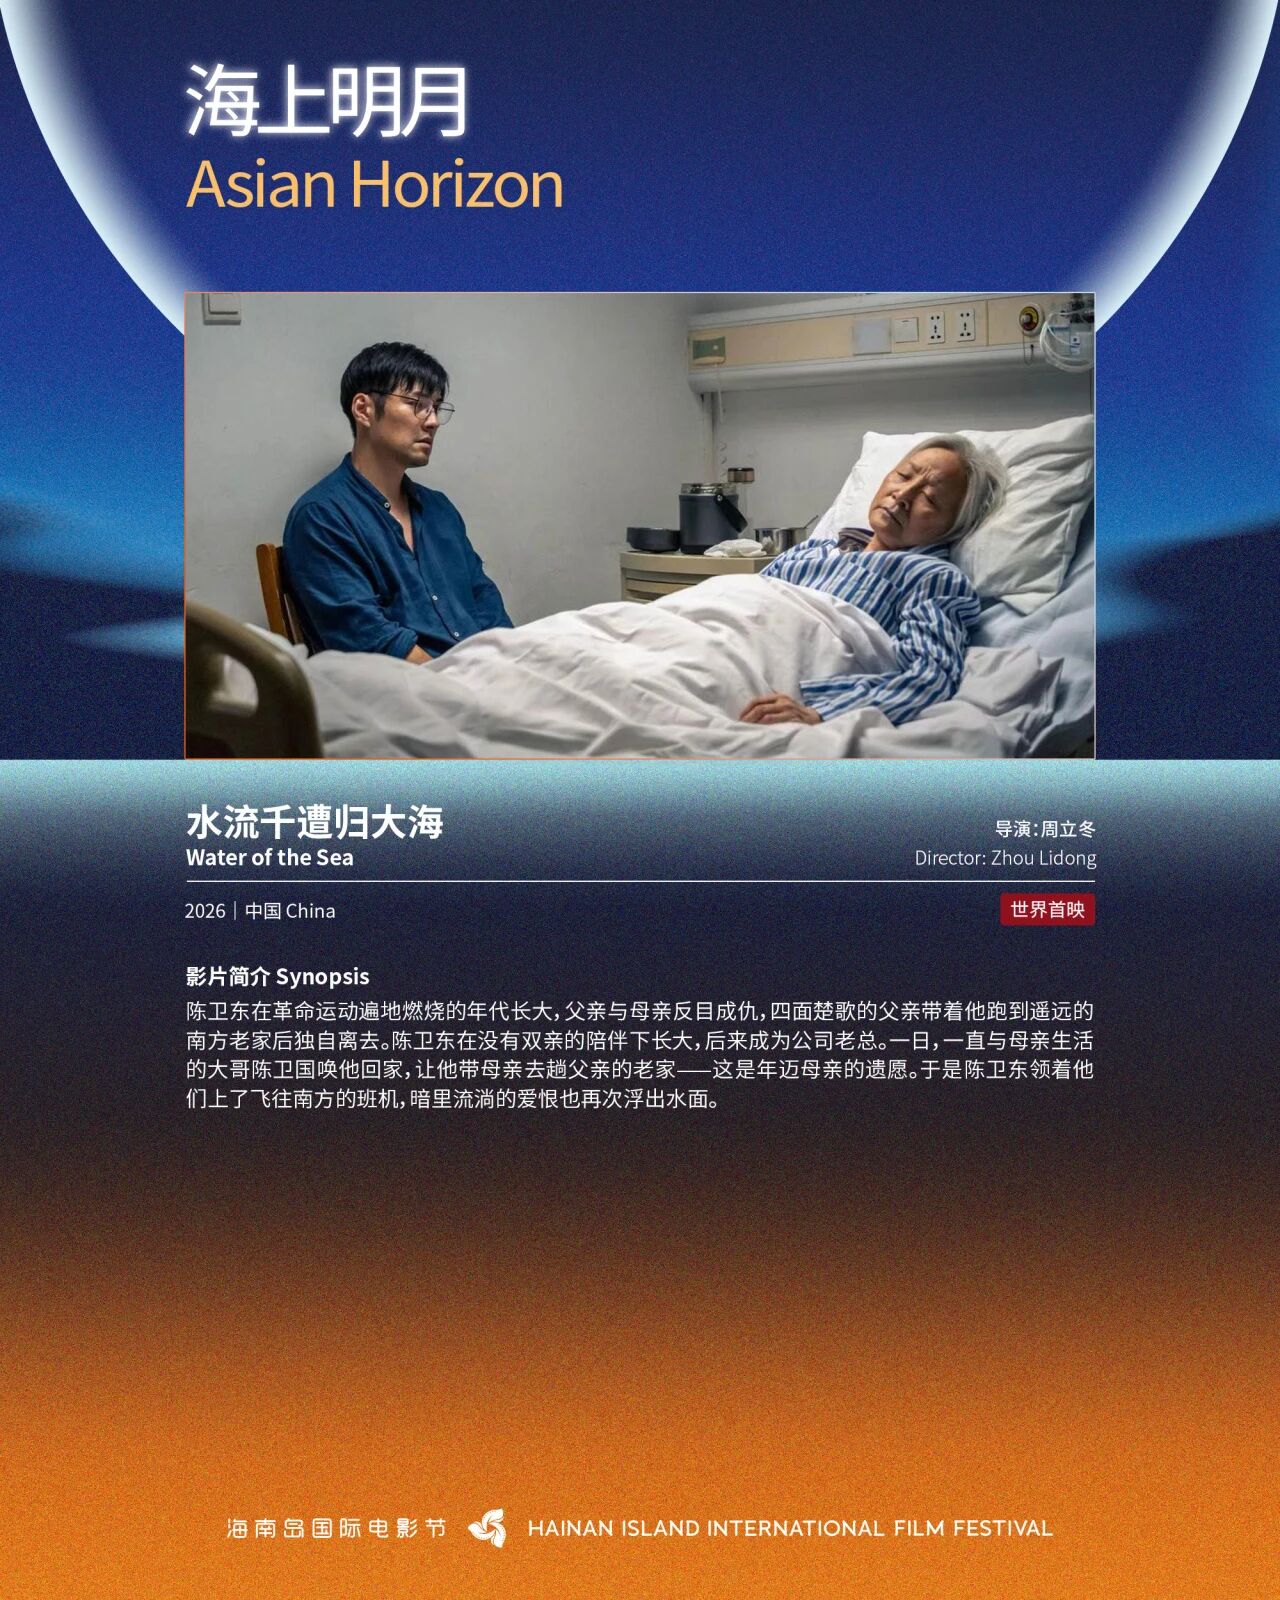 海上明月
Asian Horizon
水流千遭归大海
Water of the Sea
导演：周立冬
Director: Zhou Lidong
2026｜中国 China
世界首映
影片简介 Synopsis
陈卫东在革命运动遍地燃烧的年代长大，父亲与母亲反目成仇，四面楚歌的父亲带着他跑到遥远的
南方老家后独自离去。陈卫东在没有双亲的陪伴下长大，后来成为公司老总。一日，一直与母亲生活
的大哥陈卫国唤他回家，让他带母亲去趟父亲的老家——这是年迈母亲的遗愿。于是陈卫东领着他
们上了飞往南方的班机，暗里流淌的爱恨也再次浮出水面。
海南岛国际电影节 HAINAN ISLAND INTERNATIONAL FILM FESTIVAL